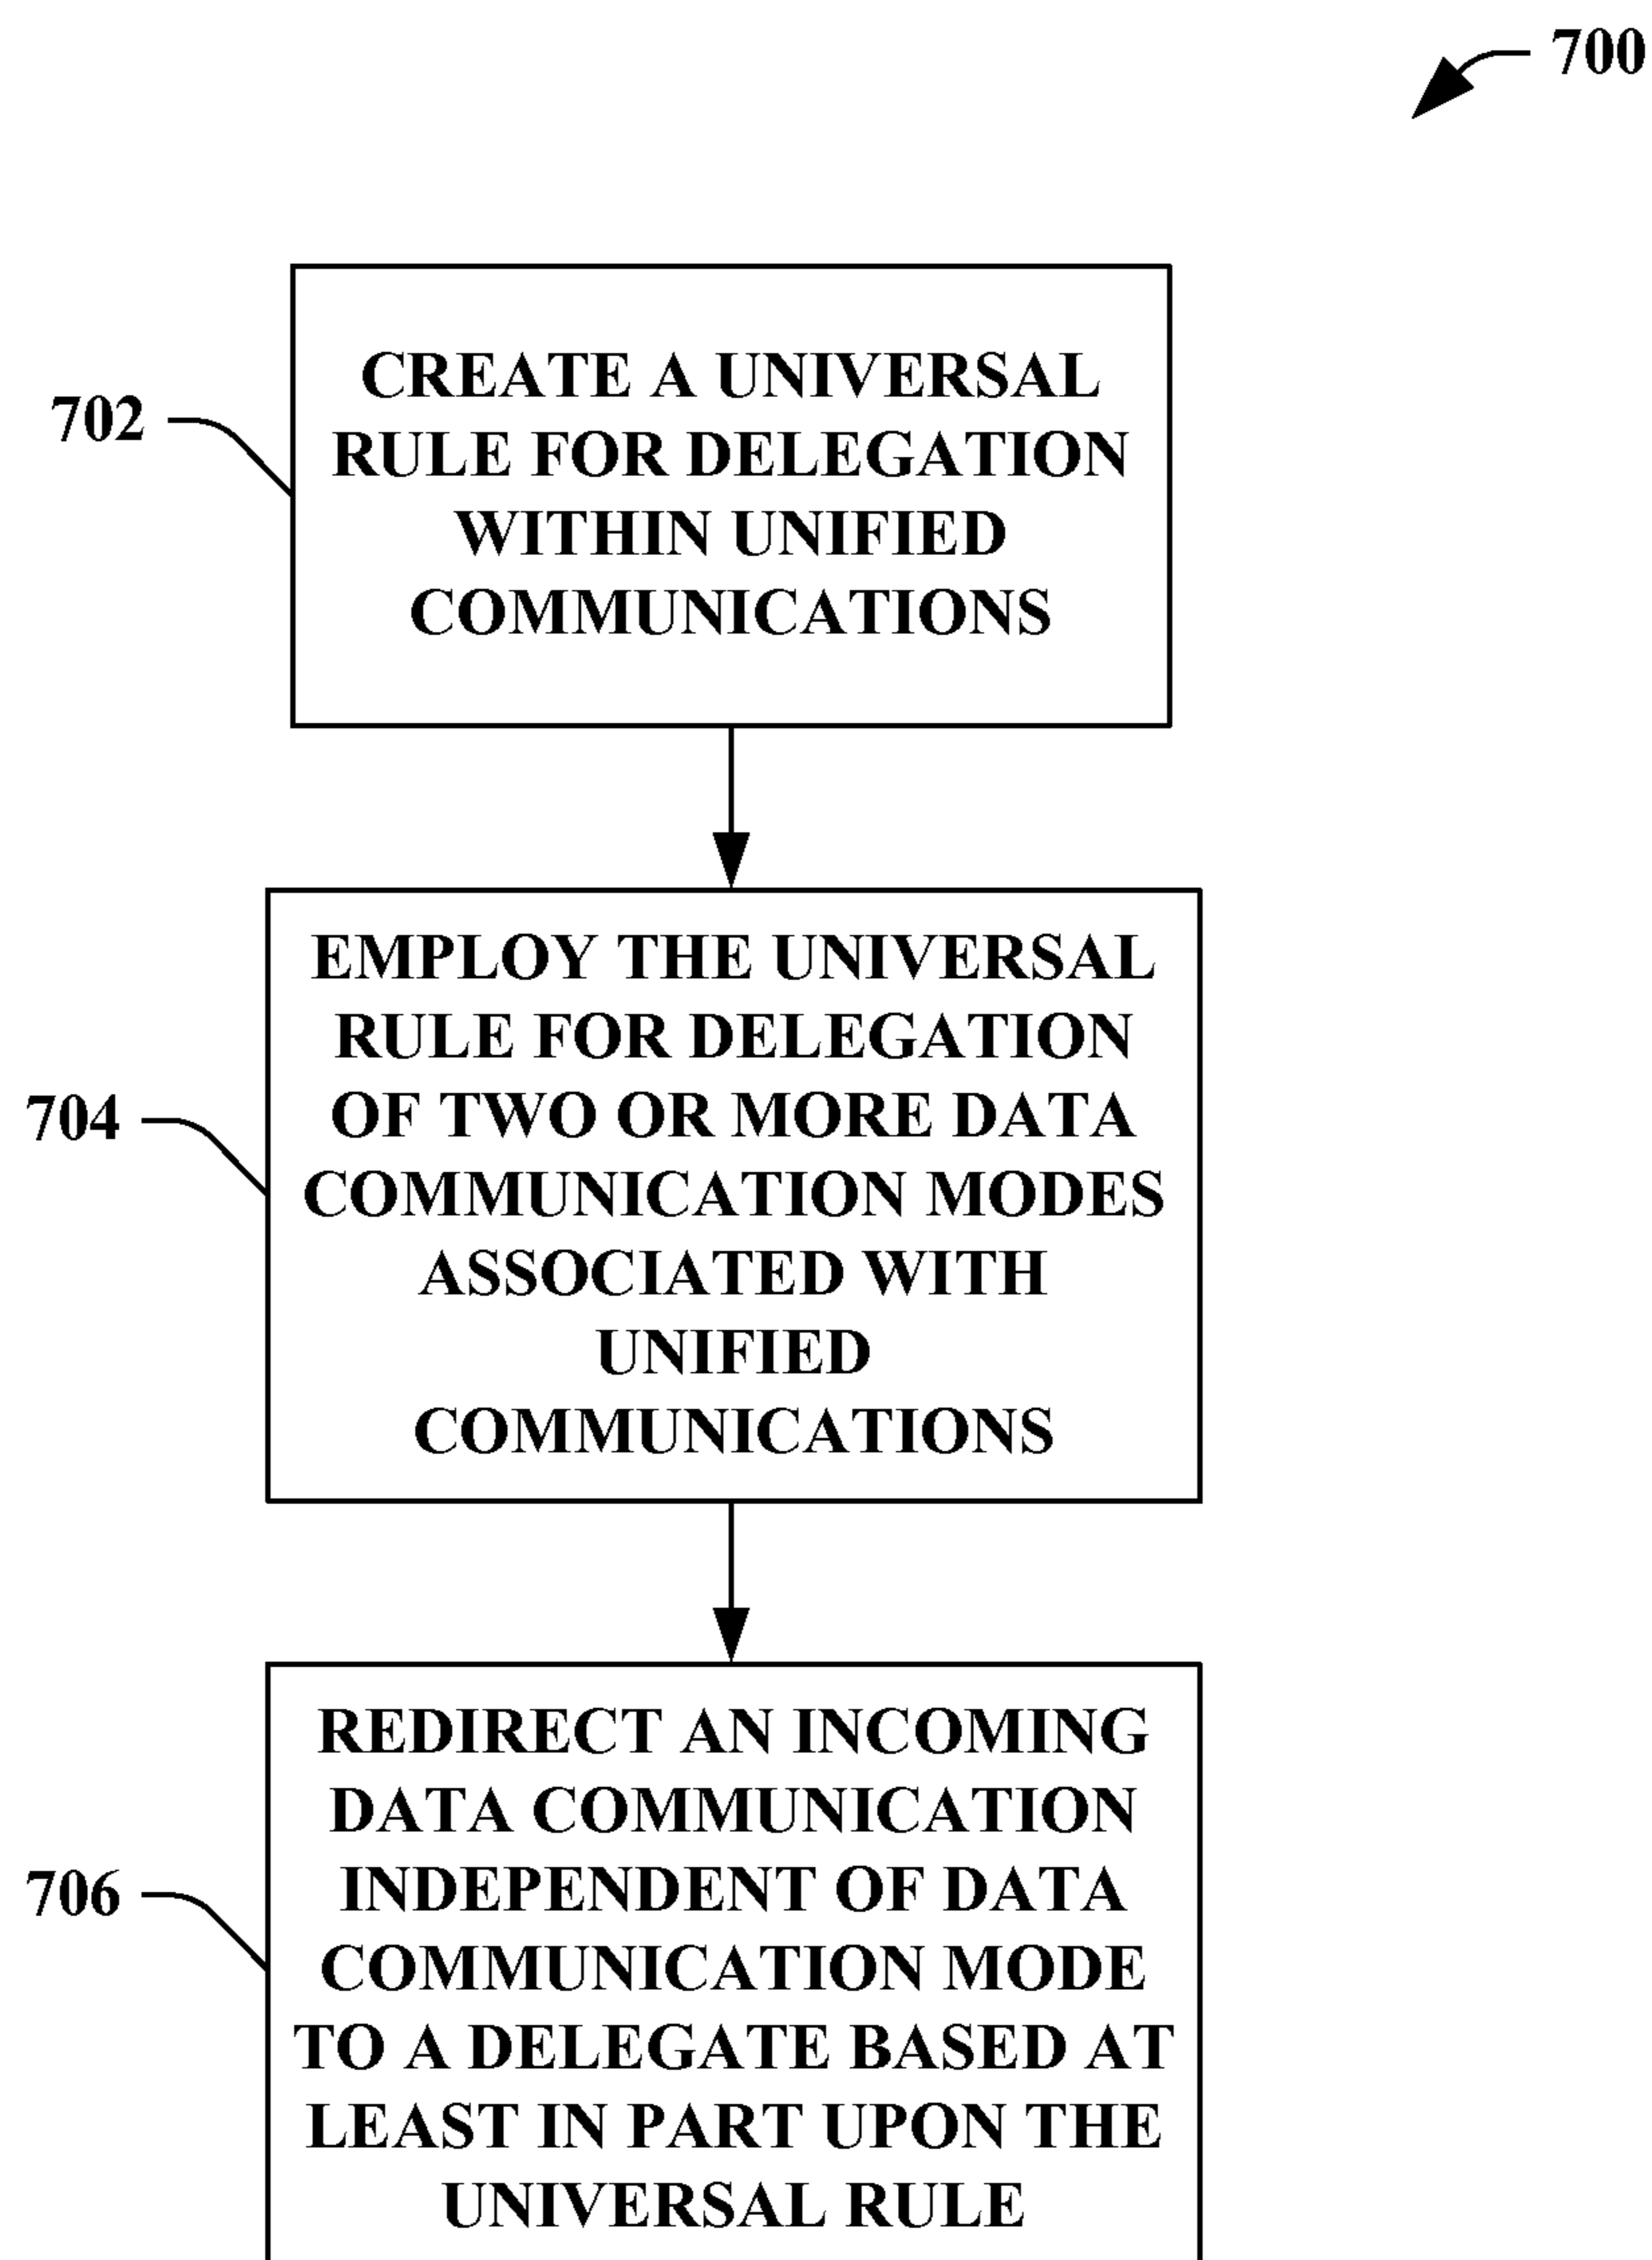 700
702
CREATE A UNIVERSAL
RULE FOR DELEGATION
WITHIN UNIFIED
COMMUNICATIONS
704
EMPLOY THE UNIVERSAL
RULE FOR DELEGATION
OF TWO OR MORE DATA
COMMUNICATION MODES
ASSOCIATED WITH
UNIFIED
COMMUNICATIONS
706
REDIRECT AN INCOMING
DATA COMMUNICATION
INDEPENDENT OF DATA
COMMUNICATION MODE
TO A DELEGATE BASED AT
LEAST IN PART UPON THE
UNIVERSAL RULE